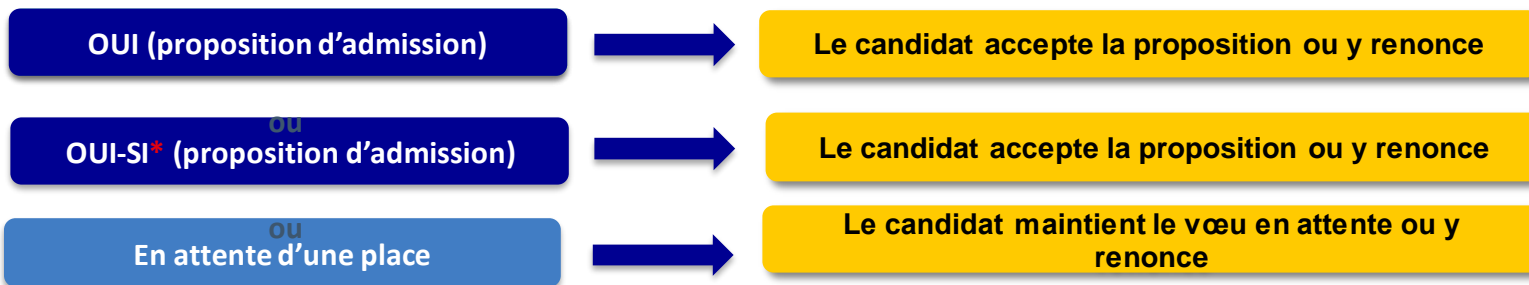 OUI (proposition d’admission)
Le candidat accepte la proposition ou y renonce
ou
OUI-SI* (proposition d’admission)
Le candidat accepte la proposition ou y renonce
ou
En attente d’une place
Le candidat maintient le vœu en attente ou y
renonce